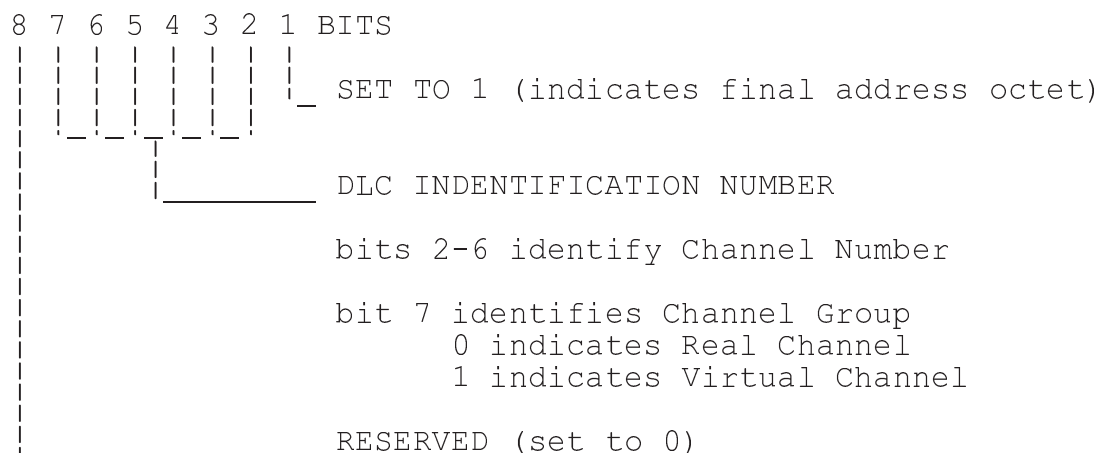 8 7 6 5 4 3 2 1 BITS
SET TO 1 (indicates final address octet)
DLC INDENTIFICATION NUMBER
bits 2-6 identify Channel Number
bit 7 identifies Channel Group
0 indicates Real Channel
1 indicates Virtual Channel
RESERVED (set to 0)